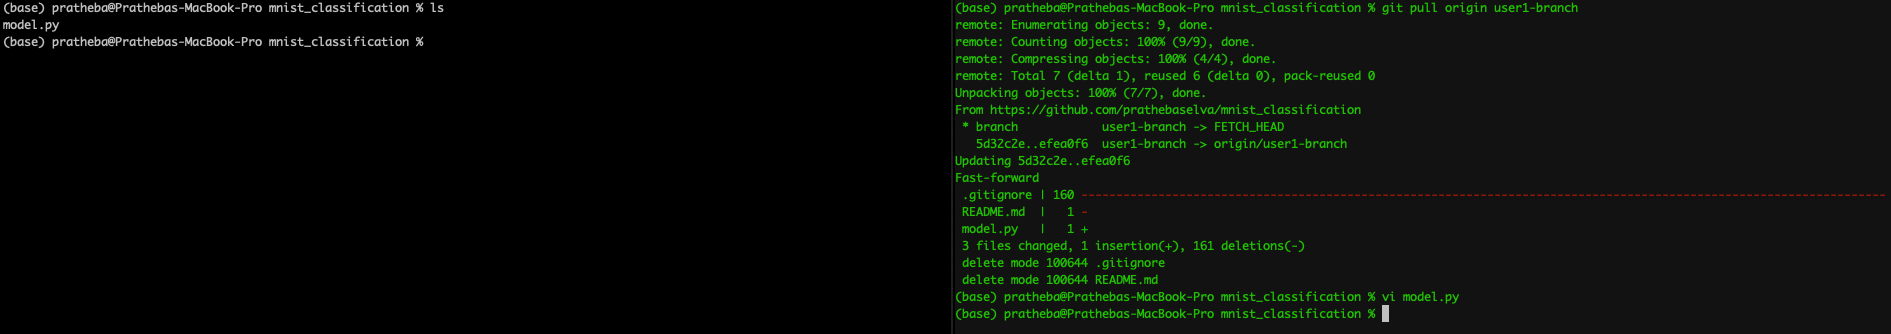 (base) pratheba@Prathebas-MacBook-Pro mnist_classification % ls
model.py
(base) pratheba@Prathebas-MacBook-Pro mnist_classification %
(base) pratheba@Prathebas-MacBook-Pro mnist_classification % git pull origin user1-branch
remote: Enumerating objects: 9, done.
remote: Counting objects: 100% (9/9), done.
remote: Compressing objects: 100% (4/4), done.
remote: Total 7 (delta 1), reused 6 (delta 0), pack-reused 0
Unpacking objects: 100% (7/7), done.
From https://github.com/prathebaselva/mnist_classification
 * branch            user1-branch -> FETCH_HEAD
   5d32c2e..efea0f6  user1-branch -> origin/user1-branch
Updating 5d32c2e..efea0f6
Fast-forward
 .gitignore | 160 -------------------------------------------------------------------------------------------------------------------
 README.md  |   1 -
 model.py   |   1 +
 3 files changed, 1 insertion(+), 161 deletions(-)
 delete mode 100644 .gitignore
 delete mode 100644 README.md
(base) pratheba@Prathebas-MacBook-Pro mnist_classification % vi model.py
(base) pratheba@Prathebas-MacBook-Pro mnist_classification %